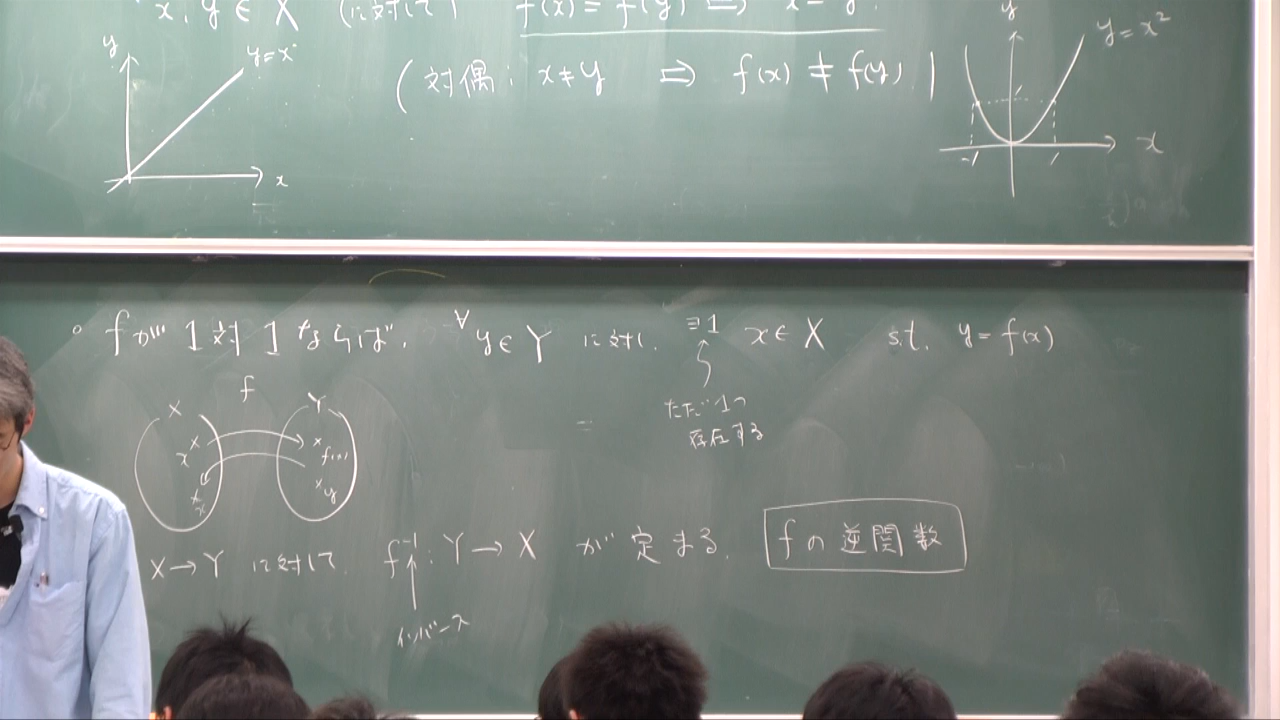 x, y ∈ X (に対して) f(x) = f(y) ⇒ x = y.
(対偶: x ≠ y ⇒ f(x) ≠ f(y))
y
y = x
x
y
y = x²
x
-1
1
。 fが 1対1 ならば, ∀y ∈ Y に対し, ∃1 x ∈ X s.t. y = f(x)
ただ1つ
存在する
f
X
Y
x
f(x)
y
x
X → Y に対して f⁻¹: Y → X が定まる. fの逆関数
インバース